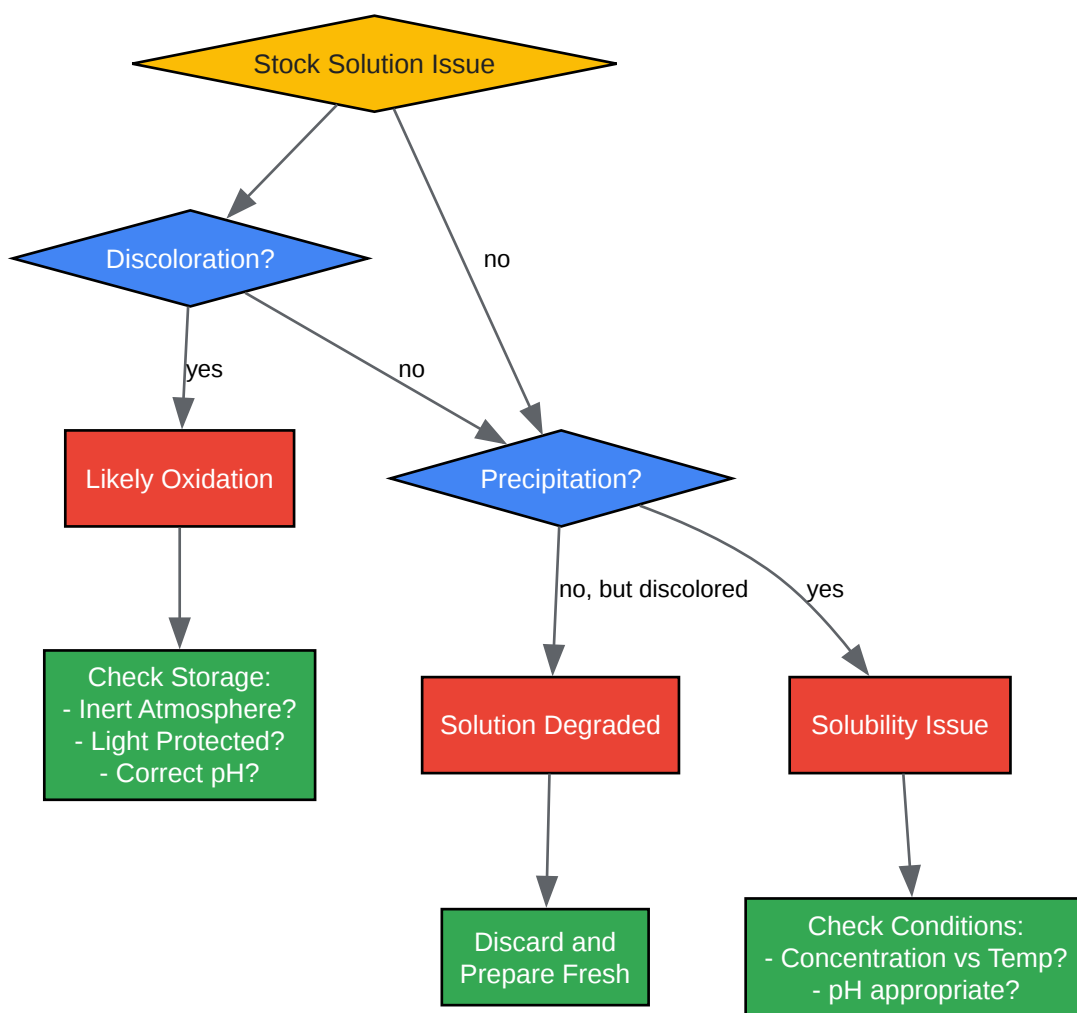 Stock Solution Issue
Discoloration?
no
yes
no
Likely Oxidation
Precipitation?
no, but discolored
yes
Check Storage:
- Inert Atmosphere?
- Light Protected?
- Correct pH?
Solution Degraded
Solubility Issue
Discard and
Prepare Fresh
Check Conditions:
- Concentration vs Temp?
- pH appropriate?